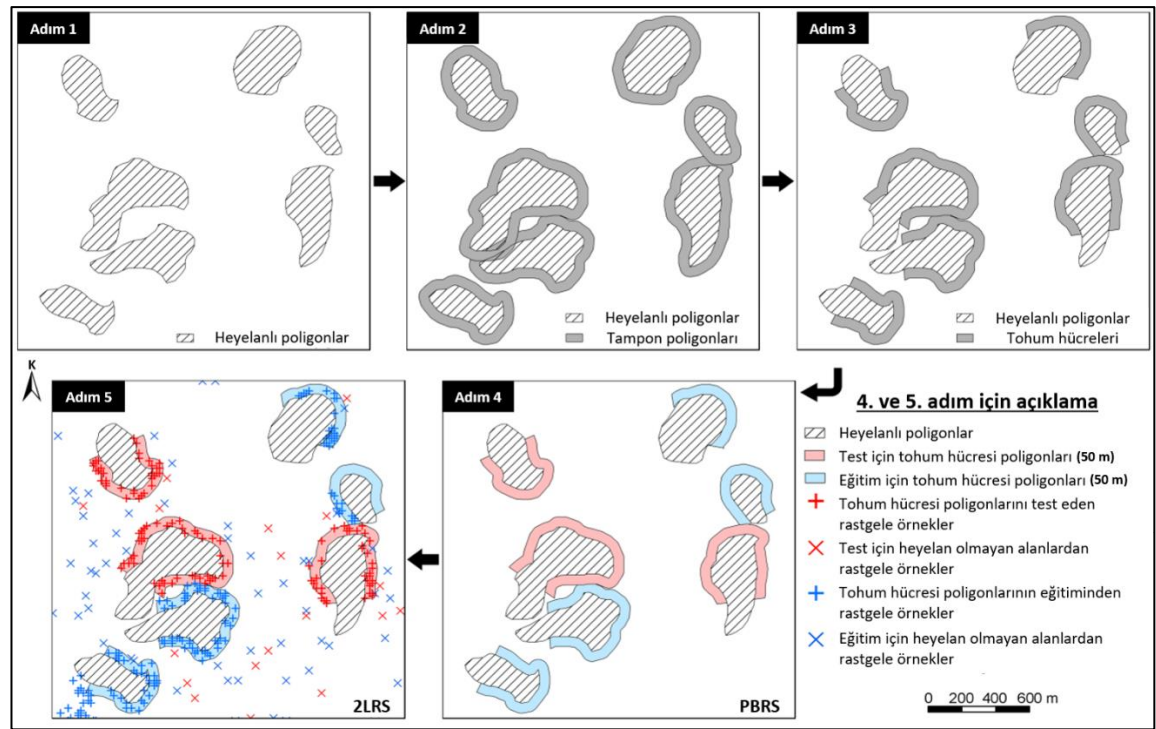 Adım 1
Heyelanlı poligonlar
Adım 2
Heyelanlı poligonlar
Tampon poligonları
Adım 3
Heyelanlı poligonlar
Tohum hücreleri
K
Adım 5
2LRS
Adım 4
PBRS
4. ve 5. adım için açıklama
Heyelanlı poligonlar
Test için tohum hücresi poligonları (50 m)
Eğitim için tohum hücresi poligonları (50 m)
Tohum hücresi poligonlarını test eden
rastgele örnekler
Test için heyelan olmayan alanlardan
rastgele örnekler
Tohum hücresi poligonlarının eğitiminden
rastgele örnekler
Eğitim için heyelan olmayan alanlardan
rastgele örnekler
0 200 400 600 m